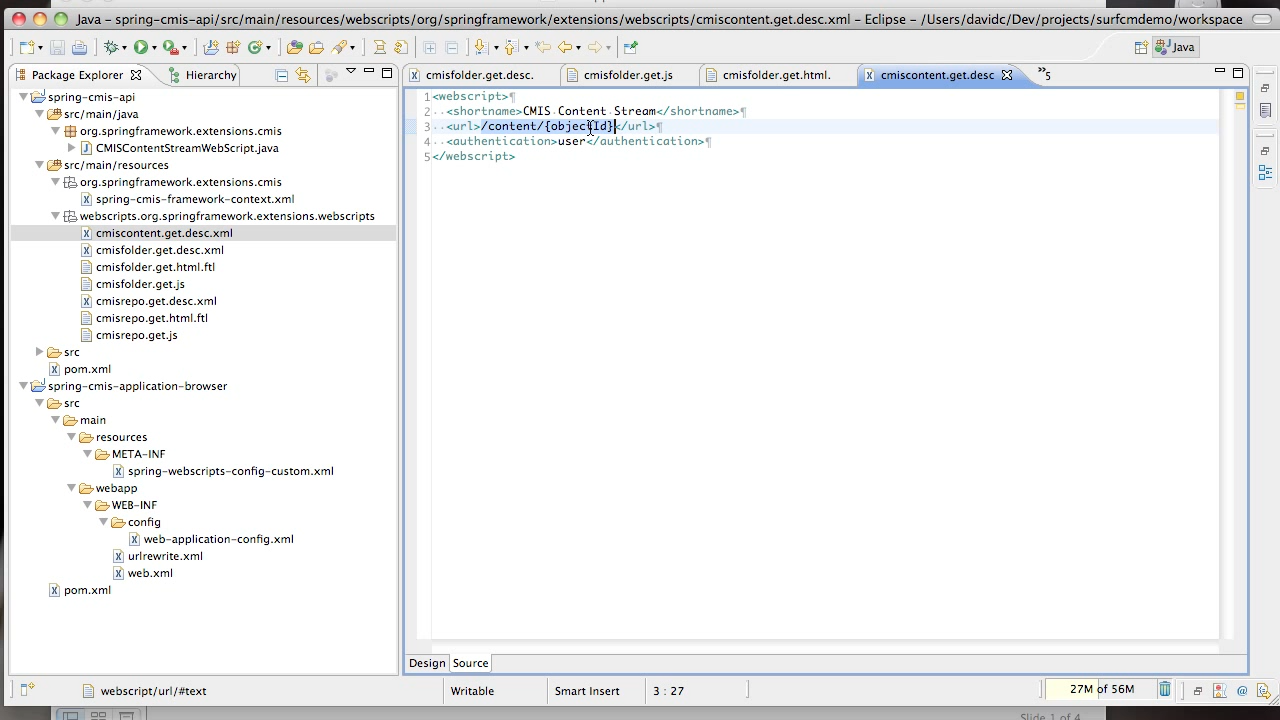 Java – spring-cmis-api/src/main/resources/webscripts/org/springframework/extensions/webscripts/cmiscontent.get.desc.xml – Eclipse – /Users/davidc/Dev/projects/surfcmdemo/workspace
Java
Package Explorer
Hierarchy
cmisfolder.get.desc.
cmisfolder.get.js
cmisfolder.get.html.
cmiscontent.get.desc
»5
spring-cmis-api
src/main/java
org.springframework.extensions.cmis
CMISContentStreamWebScript.java
src/main/resources
org.springframework.extensions.cmis
spring-cmis-framework-context.xml
webscripts.org.springframework.extensions.webscripts
cmiscontent.get.desc.xml
cmisfolder.get.desc.xml
cmisfolder.get.html.ftl
cmisfolder.get.js
cmisrepo.get.desc.xml
cmisrepo.get.html.ftl
cmisrepo.get.js
src
pom.xml
spring-cmis-application-browser
src
main
resources
META-INF
spring-webscripts-config-custom.xml
webapp
WEB-INF
config
web-application-config.xml
urlrewrite.xml
web.xml
pom.xml
1<webscript>¶
2··<shortname>CMIS·Content·Stream</shortname>¶
3··<url>/content/{objectId}</url>¶
4··<authentication>user</authentication>¶
5</webscript>
Design
Source
webscript/url/#text
Writable
Smart Insert
3 : 27
27M of 56M
Slide 1 of 4